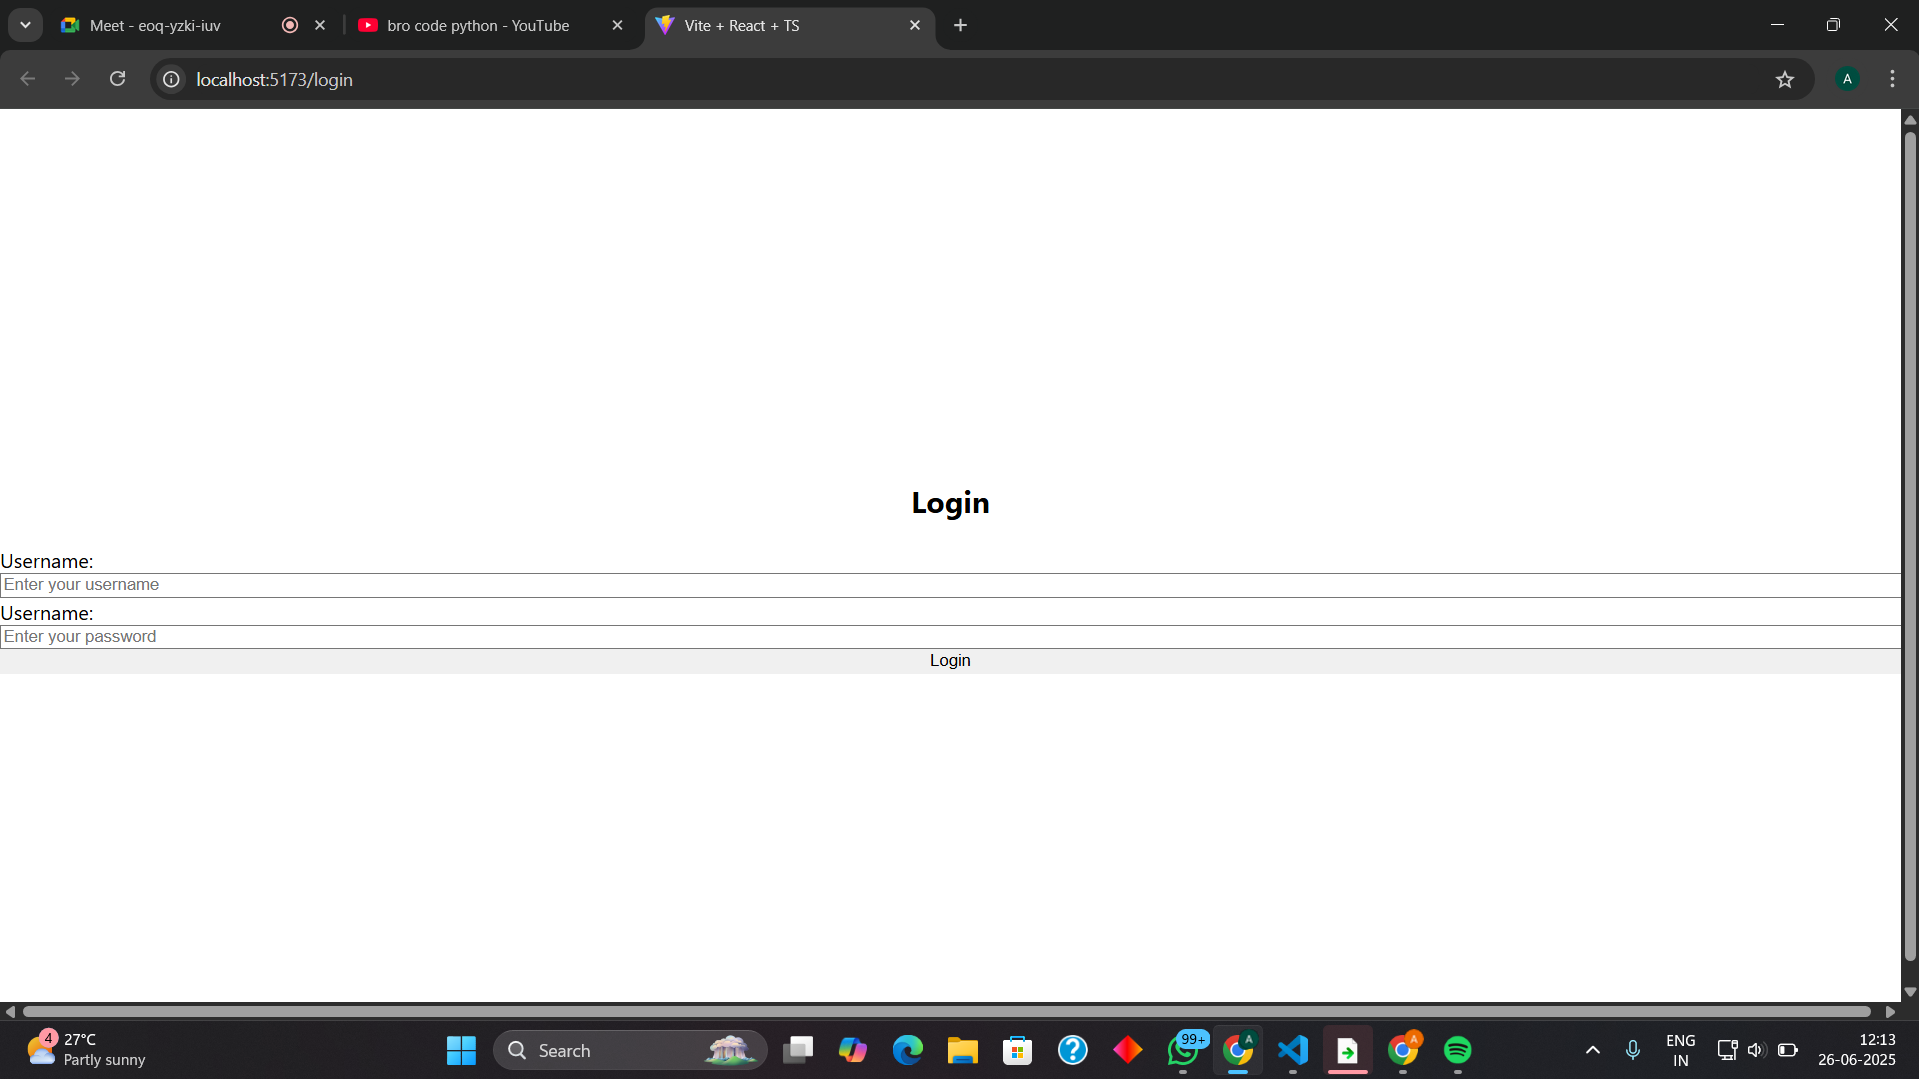 Meet - eoq-yzki-iuv
bro code python - YouTube
Vite + React + TS
localhost:5173/login
A
Login
Username:
Enter your username
Username:
Enter your password
Login
4
27°C
Partly sunny
Search
99+
A
A
ENG
IN
12:13
26-06-2025